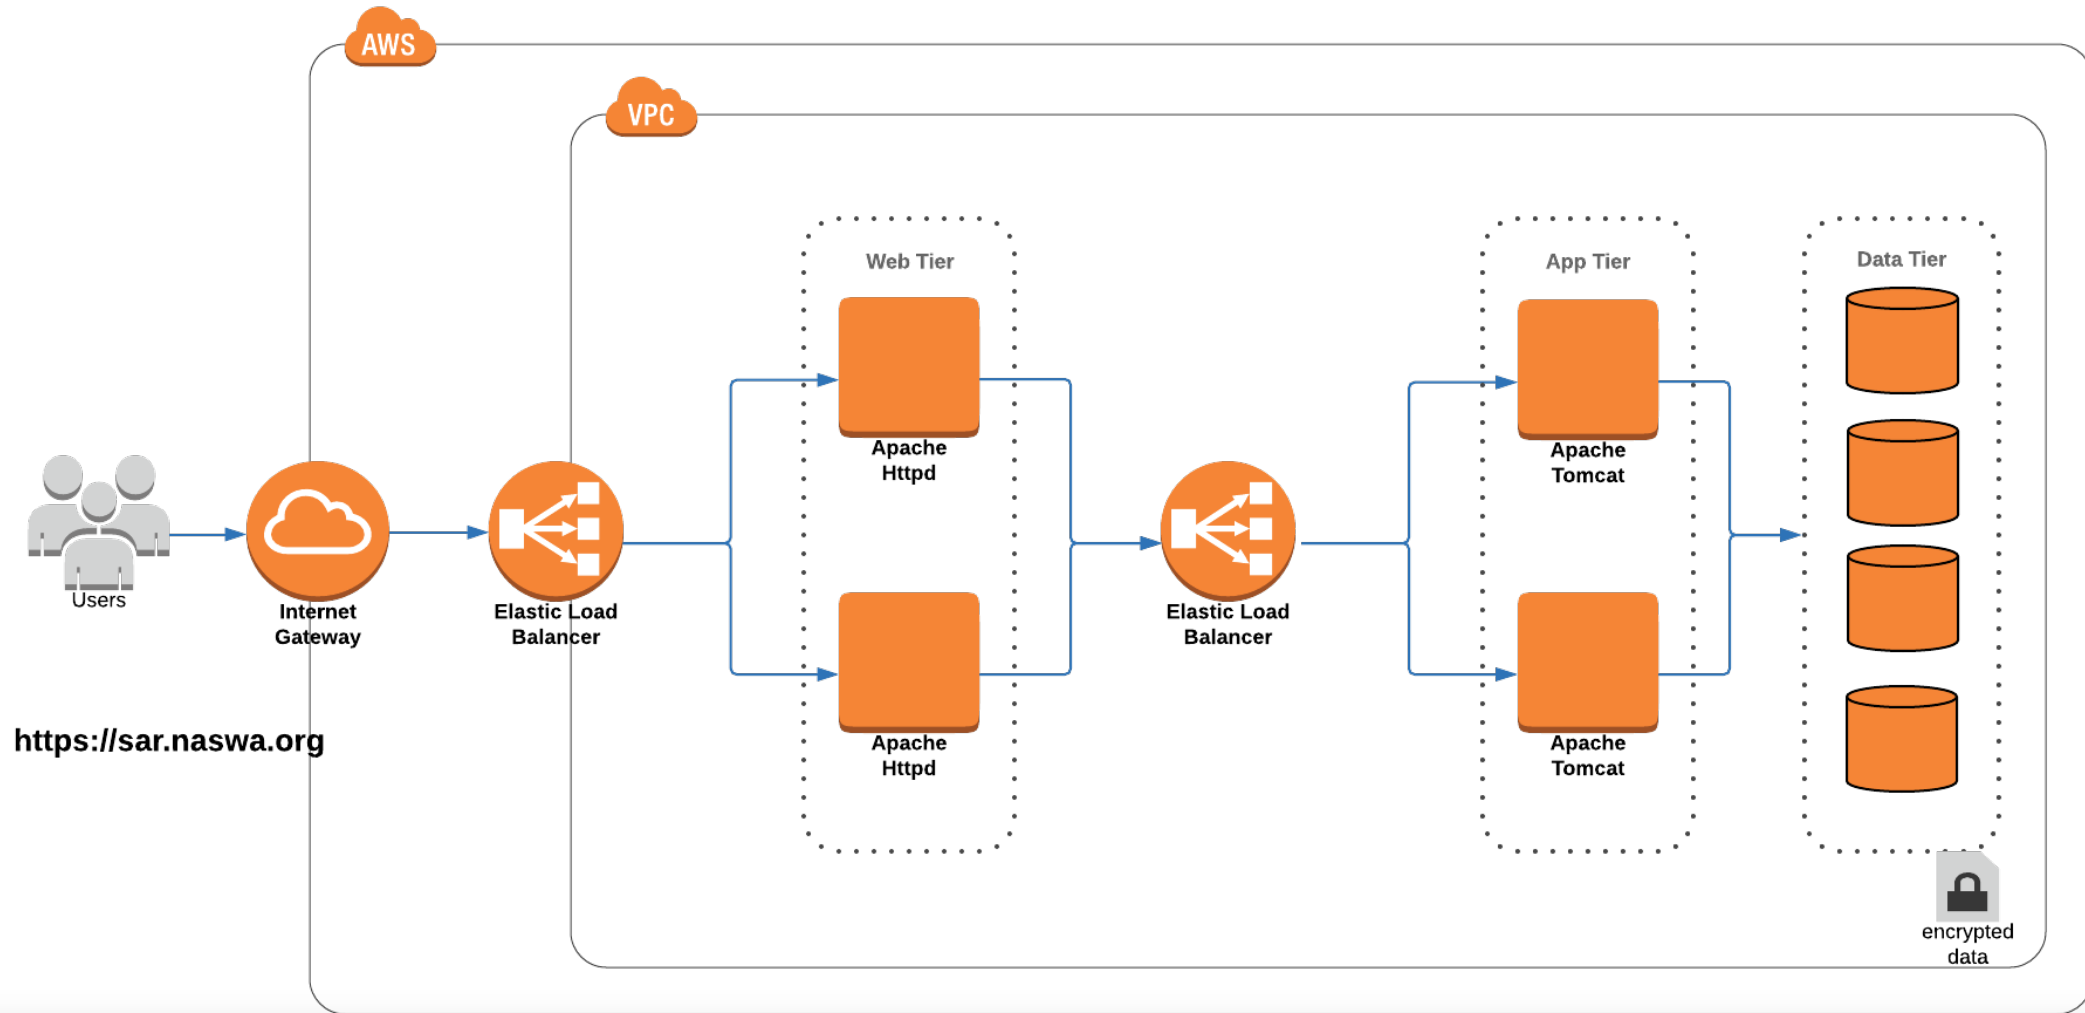 AWS
VPC
Web Tier
App Tier
Data Tier
Apache
Httpd
Apache
Tomcat
Users
Internet
Gateway
Elastic Load
Balancer
Elastic Load
Balancer
https://sar.naswa.org
Apache
Httpd
Apache
Tomcat
encrypted
data